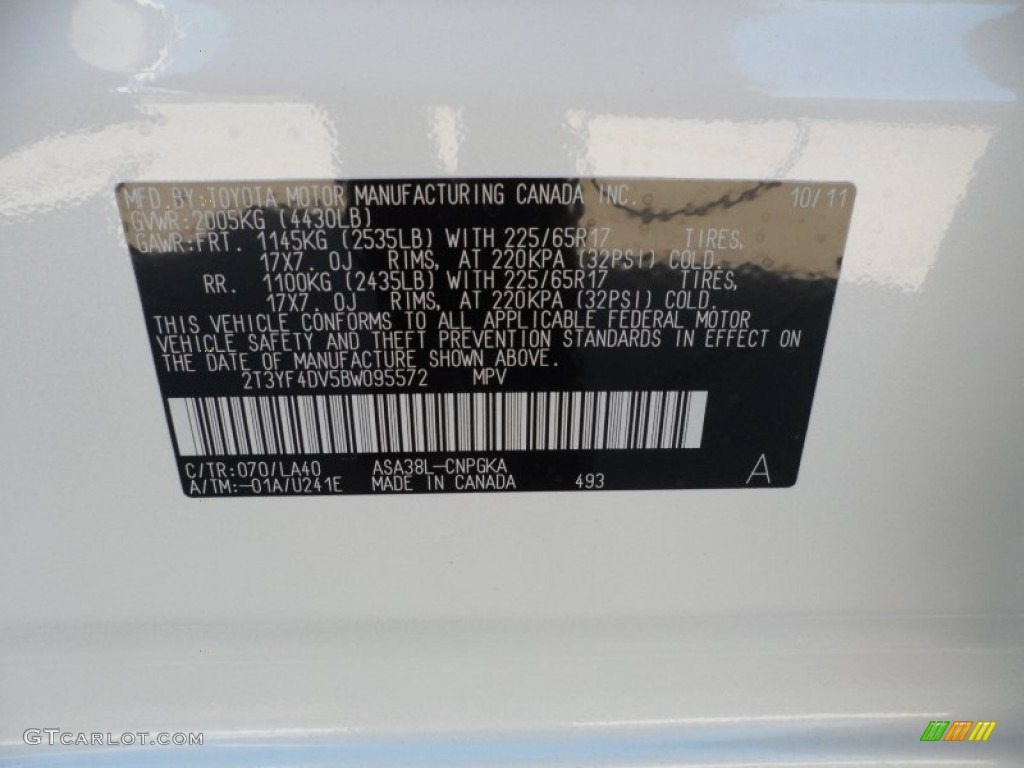 MFD.BY:TOYOTA MOTOR MANUFACTURING CANADA INC. 10/11
GVWR:2005KG (4430LB)
GAWR:FRT. 1145KG (2535LB) WITH 225/65R17 TIRES,
17X7.0J RIMS, AT 220KPA (32PSI) COLD.
RR. 1100KG (2435LB) WITH 225/65R17 TIRES,
17X7.0J RIMS, AT 220KPA (32PSI) COLD.
THIS VEHICLE CONFORMS TO ALL APPLICABLE FEDERAL MOTOR
VEHICLE SAFETY AND THEFT PREVENTION STANDARDS IN EFFECT ON
THE DATE OF MANUFACTURE SHOWN ABOVE.
2T3YF4DV5BW095572 MPV
C/TR:070/LA40 ASA38L-CNPGKA
A/TM:-01A/U241E MADE IN CANADA 493 A
GTCARLOT.COM